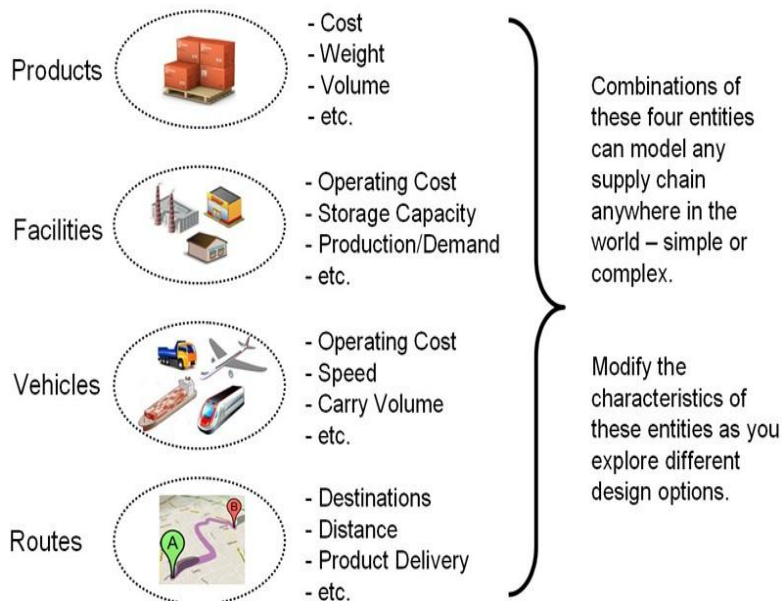 Products
- Cost
- Weight
- Volume
- etc.
Facilities
- Operating Cost
- Storage Capacity
- Production/Demand
- etc.
Vehicles
- Operating Cost
- Speed
- Carry Volume
- etc.
Routes
A
B
- Destinations
- Distance
- Product Delivery
- etc.
Combinations of
these four entities
can model any
supply chain
anywhere in the
world – simple or
complex.
Modify the
characteristics of
these entities as you
explore different
design options.